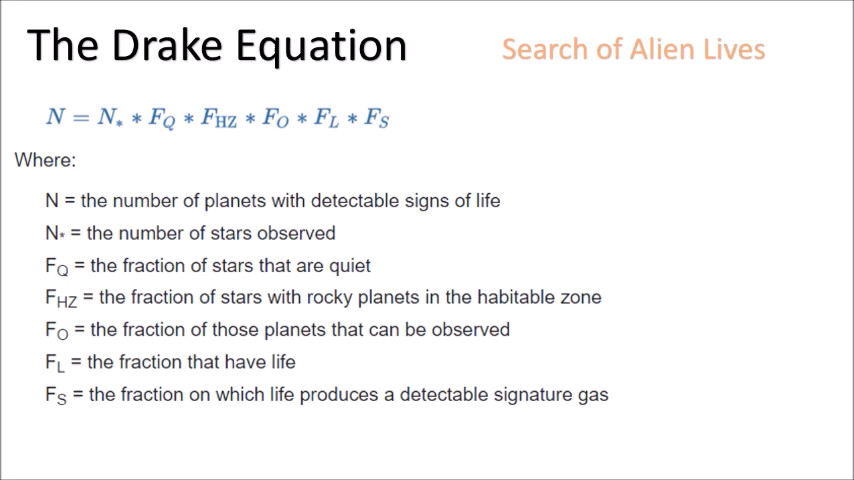 The Drake Equation
Search of Alien Lives
N = N* * FQ * FHZ * FO * FL * FS
Where:
N = the number of planets with detectable signs of life
N* = the number of stars observed
FQ = the fraction of stars that are quiet
FHZ = the fraction of stars with rocky planets in the habitable zone
FO = the fraction of those planets that can be observed
FL = the fraction that have life
FS = the fraction on which life produces a detectable signature gas